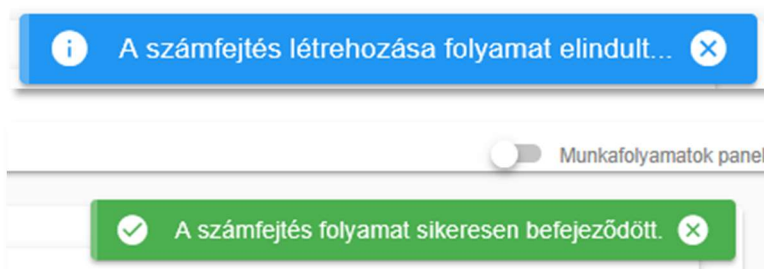 A számfejtés létrehozása folyamat elindult...
Munkafolyamatok panel
A számfejtés folyamat sikeresen befejeződött.